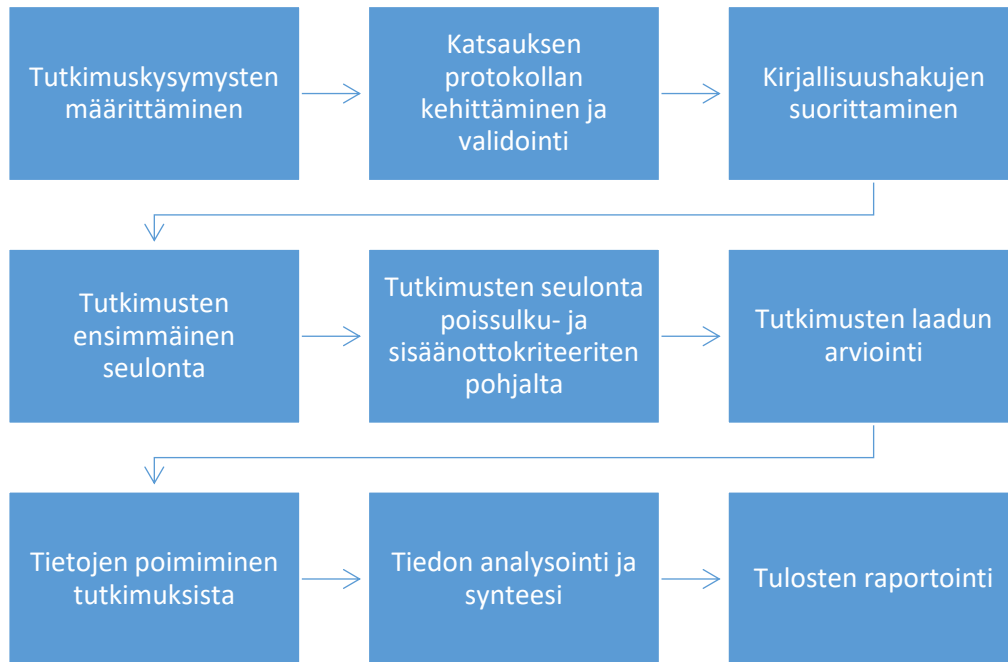 Tutkimuskysymysten
määrittäminen
Katsauksen
protokollan
kehittäminen ja
validointi
Kirjallisuushakujen
suorittaminen
Tutkimusten
ensimmäinen
seulonta
Tutkimusten seulonta
poissulku- ja
sisäänottokriteeriten
pohjalta
Tutkimusten laadun
arviointi
Tietojen poimiminen
tutkimuksista
Tiedon analysointi ja
synteesi
Tulosten raportointi